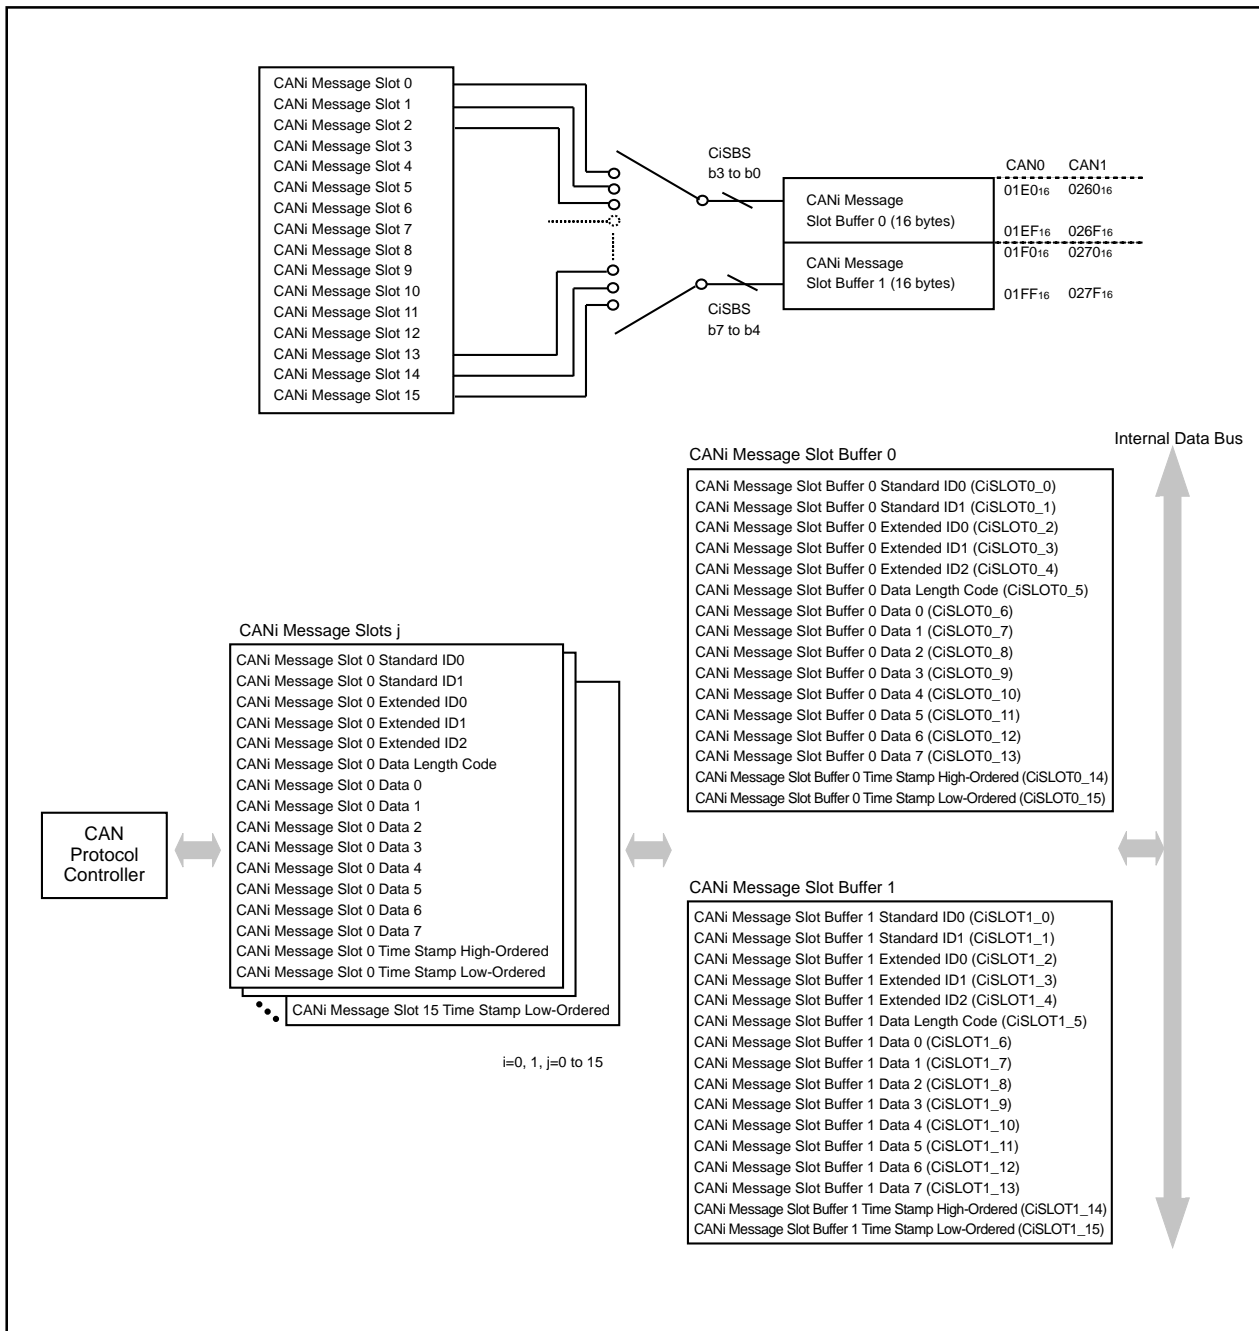 CANi Message Slot 0
CANi Message Slot 1
CANi Message Slot 2
CANi Message Slot 3
CANi Message Slot 4
CANi Message Slot 5
CANi Message Slot 6
CANi Message Slot 7
CANi Message Slot 8
CANi Message Slot 9
CANi Message Slot 10
CANi Message Slot 11
CANi Message Slot 12
CANi Message Slot 13
CANi Message Slot 14
CANi Message Slot 15
CiSBS
b3 to b0
CiSBS
b7 to b4
CANi Message
Slot Buffer 0 (16 bytes)
CANi Message
Slot Buffer 1 (16 bytes)
CAN0 CAN1
01E016 026016
01EF16 026F16
01F016 027016
01FF16 027F16
Internal Data Bus
CANi Message Slot Buffer 0
CANi Message Slot Buffer 0 Standard ID0 (CiSLOT0_0)
CANi Message Slot Buffer 0 Standard ID1 (CiSLOT0_1)
CANi Message Slot Buffer 0 Extended ID0 (CiSLOT0_2)
CANi Message Slot Buffer 0 Extended ID1 (CiSLOT0_3)
CANi Message Slot Buffer 0 Extended ID2 (CiSLOT0_4)
CANi Message Slot Buffer 0 Data Length Code (CiSLOT0_5)
CANi Message Slot Buffer 0 Data 0 (CiSLOT0_6)
CANi Message Slot Buffer 0 Data 1 (CiSLOT0_7)
CANi Message Slot Buffer 0 Data 2 (CiSLOT0_8)
CANi Message Slot Buffer 0 Data 3 (CiSLOT0_9)
CANi Message Slot Buffer 0 Data 4 (CiSLOT0_10)
CANi Message Slot Buffer 0 Data 5 (CiSLOT0_11)
CANi Message Slot Buffer 0 Data 6 (CiSLOT0_12)
CANi Message Slot Buffer 0 Data 7 (CiSLOT0_13)
CANi Message Slot Buffer 0 Time Stamp High-Ordered (CiSLOT0_14)
CANi Message Slot Buffer 0 Time Stamp Low-Ordered (CiSLOT0_15)
CANi Message Slots j
CANi Message Slot 0 Standard ID0
CANi Message Slot 0 Standard ID1
CANi Message Slot 0 Extended ID0
CANi Message Slot 0 Extended ID1
CANi Message Slot 0 Extended ID2
CANi Message Slot 0 Data Length Code
CANi Message Slot 0 Data 0
CANi Message Slot 0 Data 1
CANi Message Slot 0 Data 2
CANi Message Slot 0 Data 3
CANi Message Slot 0 Data 4
CANi Message Slot 0 Data 5
CANi Message Slot 0 Data 6
CANi Message Slot 0 Data 7
CANi Message Slot 0 Time Stamp High-Ordered
CANi Message Slot 0 Time Stamp Low-Ordered
CANi Message Slot 15 Time Stamp Low-Ordered
CAN
Protocol
Controller
i=0, 1, j=0 to 15
CANi Message Slot Buffer 1
CANi Message Slot Buffer 1 Standard ID0 (CiSLOT1_0)
CANi Message Slot Buffer 1 Standard ID1 (CiSLOT1_1)
CANi Message Slot Buffer 1 Extended ID0 (CiSLOT1_2)
CANi Message Slot Buffer 1 Extended ID1 (CiSLOT1_3)
CANi Message Slot Buffer 1 Extended ID2 (CiSLOT1_4)
CANi Message Slot Buffer 1 Data Length Code (CiSLOT1_5)
CANi Message Slot Buffer 1 Data 0 (CiSLOT1_6)
CANi Message Slot Buffer 1 Data 1 (CiSLOT1_7)
CANi Message Slot Buffer 1 Data 2 (CiSLOT1_8)
CANi Message Slot Buffer 1 Data 3 (CiSLOT1_9)
CANi Message Slot Buffer 1 Data 4 (CiSLOT1_10)
CANi Message Slot Buffer 1 Data 5 (CiSLOT1_11)
CANi Message Slot Buffer 1 Data 6 (CiSLOT1_12)
CANi Message Slot Buffer 1 Data 7 (CiSLOT1_13)
CANi Message Slot Buffer 1 Time Stamp High-Ordered (CiSLOT1_14)
CANi Message Slot Buffer 1 Time Stamp Low-Ordered (CiSLOT1_15)